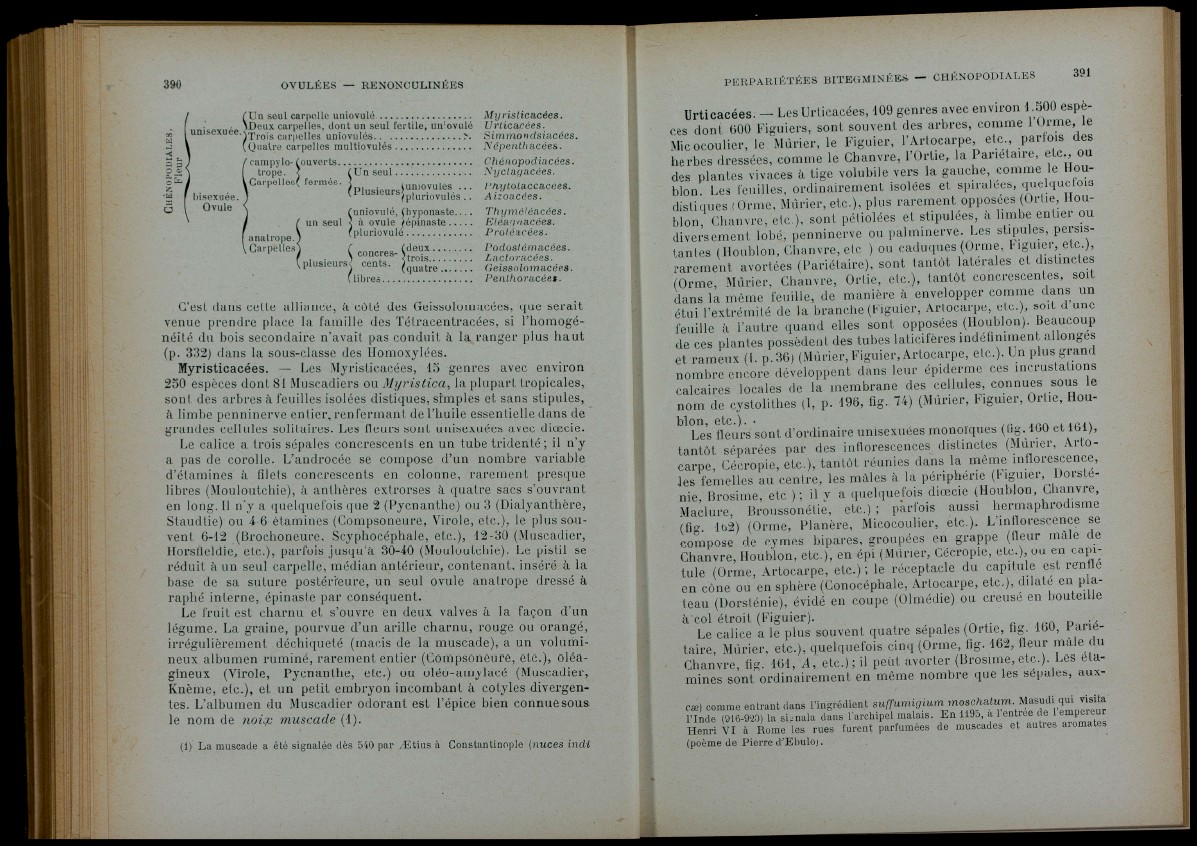 390
OVULÉES — RENONCULINÉES
CHÉNOPODIALES.
Fleur
unisexuée.
Un seul carpelle uniovulé ................. Myristicacées.
Deux carpelles, dont un seul fertile, un'ovulé Urticacées.
Trois carpelles uniovulés................. Simmondsiacées.
Quatre carpelles multiovulés ............... Népenthacées.
bisexuée.
Ovule
campylo-
trope.
Carpelles
ouverts........................... Chénopodiacées.
fermés.
Un seul............... Nyctagacées.
Plusieurs
uniovulés ... Phytolaccacées.
pluriovulés .. Aizoacées.
anatrope.
Carpelles
un seul
uniovulé,
à ovule
hyponaste.... Thyméléacées.
épinaste ..... Eléagnacées.
pluriovulé ............. Protéacées.
plusieurs
concres-
cents.
deux........ Podostémacées.
trois......... Lactoracées.
quatre ....... Geissolomacées.
libres.................. Penthoracées.
C'est dans cette alliance, à côté des Geissolomacées, que serait
venue prendre place la famille des Tétracentracées, si l'homogé-
néité du bois secondaire n'avait pas conduit à la ranger plus haut
(p. 332) dans la sous-classe des Homoxylées.
Myristicacées. — Les Myristicacées, 15 genres avec environ
250 espèces dont 81 Muscadiers ou Myristica, la plupart tropicales,
sont des arbres à feuilles isolées distiques, simples et sans stipules,
à limbe penninerve entier, renfermant de l'huile essentielle dans de
grandes cellules solitaires. Les fleurs sont unisexuées avec diœcie.
Le calice a trois sépales concrescents en un tube tridenté ; il n'y
a pas de corolle. L'androcée se compose d'un nombre variable
d'étamines à filets concrescents en colonne, rarement presque
libres (Mouloutchie), à anthères extrorses à quatre sacs s'ouvrant
en long. Il n'y a quelquefois que 2 (Pycnanthe) ou 3 (Dialyanthère,
Staudtie) ou 4-6 étamines (Compsoneure, Virole, etc.), le plus sou-
vent 6-12 (Brochoneure, Scyphocéphale, etc.), 12-30 (Muscadier,
Horsfieldie, etc.), parfois jusqu'à 30-40 (Mouloutchie). Le pistil se
réduit à un seul carpelle, médian antérieur, contenant, inséré à la
base de sa suture postérieure, un seul ovule anatrope dressé à
raphé interne, épinaste par conséquent.
Le fruit est charnu et s'ouvre en deux valves à la façon d'un
légume. La graine, pourvue d'un arille charnu, rouge ou orangé,
irrégulièrement déchiqueté (macis de la muscade), a un volumi-
neux albumen ruminé, rarement entier (Compsoneure, etc.), oléa-
gineux (Virole, Pycnanthe, etc.) ou oléo-amylacé (Muscadier,
Knème, etc.), et un petit embryon incombant à cotyles divergen-
tes. L'albumen du Muscadier odorant est l'épice bien connue sous
le nom de noix muscade (1).
(1) La muscade a été signalée dès 540 par Ætius à Constantinople (nuces indi
PERPARIÉTÉES BITEGMINÉES — CHÉNOPODIALES
391
Urticacées. — Les Urticacées, 109 genres avec environ 1.500 espè-
ces dont 600 Figuiers, sont souvent des arbres, comme l'Orme, le
Micocoulier, le Mûrier, le Figuier, l'Artocarpe, etc., parfois des
herbes dressées, comme le Chanvre, l'Ortie, la Pariétaire, etc., ou
des plantes vivaces à tige volubile vers la gauche, comme le Hou-
blon. Les feuilles, ordinairement isolées et spiralées, quelquefois
distiques (Orme, Mûrier, etc.), plus rarement opposées (Ortie, Hou-
blon, Chanvre, etc.), sont pétiolées et stipulées, à limbe entier ou
diversement lobé, penninerve ou palminerve. Les stipules, persis-
tantes (Houblon, Chanvre, etc ) ou caduques (Orme, Figuier, etc.),
rarement avortées (Pariétaire), sont tantôt latérales et distinctes
(Orme, Mûrier, Chanvre, Ortie, etc.), tantôt concrescentes, soit
dans la même feuille, de manière à envelopper comme dans un
étui l'extrémité de la branche (Figuier, Artocarpe, etc.), soit d'une
feuille à l'autre quand elles sont opposées (Houblon). Beaucoup
de ces plantes possèdent des tubes laticifères indéfiniment allongés
et rameux (I. p. 36) (Mûrier, Figuier, Artocarpe, etc.). Un plus grand
nombre encore développent dans leur épiderme ces incrustations
calcaires locales de la membrane des cellules, connues sous le
nom de cystolithes (I, p. 196, fig. 74) (Mûrier, Figuier, Ortie, Hou-
blon, etc.).
Les fleurs sont d'ordinaire unisexuées monoïques (fig. 160 et 161),
tantôt séparées par des inflorescences distinctes (Mûrier, Arto-
carpe, Cécropie, etc.), tantôt réunies dans la même inflorescence,
les femelles au centre, les mâles à la périphérie (Figuier, Dorsté-
nie, Brosime, etc ) ; il y a quelquefois diœcie (Houblon, Chanvre,
Maclure, Broussonétie, etc.) ; parfois aussi hermaphrodisme
(fig. 162) (Orme, Planère, Micocoulier, etc.). L'inflorescence se
compose de cymes bipares, groupées en grappe (fleur mâle de
Chanvre, Houblon, etc.), en épi (Mûrier, Cécropie, etc.), ou en capi-
tule (Orme, Artocarpe, etc.) ; le réceptacle du capitule est renflé
en cône ou en sphère (Conocéphale, Artocarpe, etc.), dilaté en pla-
teau (Dorsténie), évidé en coupe (Olmédie) ou creusé en bouteille
à col étroit (Figuier).
Le calice a le plus souvent quatre sépales (Ortie, fig. 160, Parié-
taire, Mûrier, etc.), quelquefois cinq (Orme, fig. 162, fleur mâle du
Chanvre, fig. 161, A, etc.) ; il peut avorter (Brosime, etc.). Les éta-
mines sont ordinairement en même nombre que les sépales, aux-
cæ) comme entrant dans l'ingrédient suffumigium moschatum. Masudi qui visita
l'Inde (916-920) la signala dans l'archipel malais. En 1195, à l'entrée de l'empereur
Henri VI à Rome les rues furent parfumées de muscades et autres aromates
(poème de Pierre d'Ebulo).